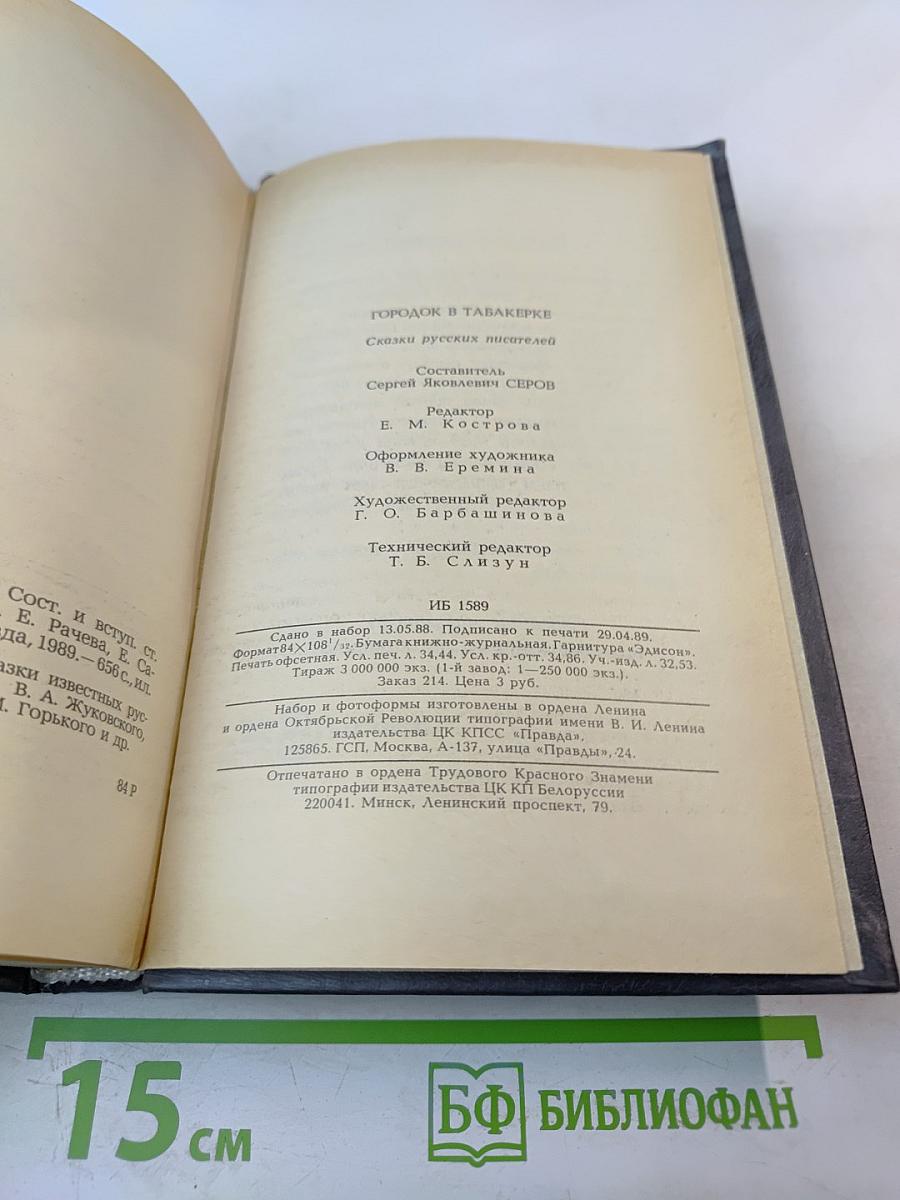 Сост. и вступ. ст.
Е. Рачева, Е. Са-
да, 1989.— 656 с., ил.
азки известных рус-
В. А. Жуковского,
М. Горького и др.
84 Р
ГОРОДОК В ТАБАКЕРКЕ
Сказки русских писателей
Составитель
Сергей Яковлевич СЕРОВ
Редактор
Е. М. Кострова
Оформление художника
В. В. Еремина
Художественный редактор
Г. О. Барбашинова
Технический редактор
Т. Б. Слизун
ИБ 1589
Сдано в набор 13.05.88. Подписано к печати 29.04.89.
Формат 84×108¹/₃₂. Бумага книжно-журнальная. Гарнитура «Эдисон».
Печать офсетная. Усл. печ. л. 34,44. Усл. кр.-отт. 34,86. Уч.-изд. л. 32,53.
Тираж 3 000 000 экз. (1-й завод: 1—250 000 экз.).
Заказ 214. Цена 3 руб.
Набор и фотоформы изготовлены в ордена Ленина
и ордена Октябрьской Революции типографии имени В. И. Ленина
издательства ЦК КПСС «Правда»,
125865. ГСП, Москва, А-137, улица «Правды», 24.
Отпечатано в ордена Трудового Красного Знамени
типографии издательства ЦК КП Белоруссии
220041. Минск, Ленинский проспект, 79.
15 см
БФ БИБЛИОФАН